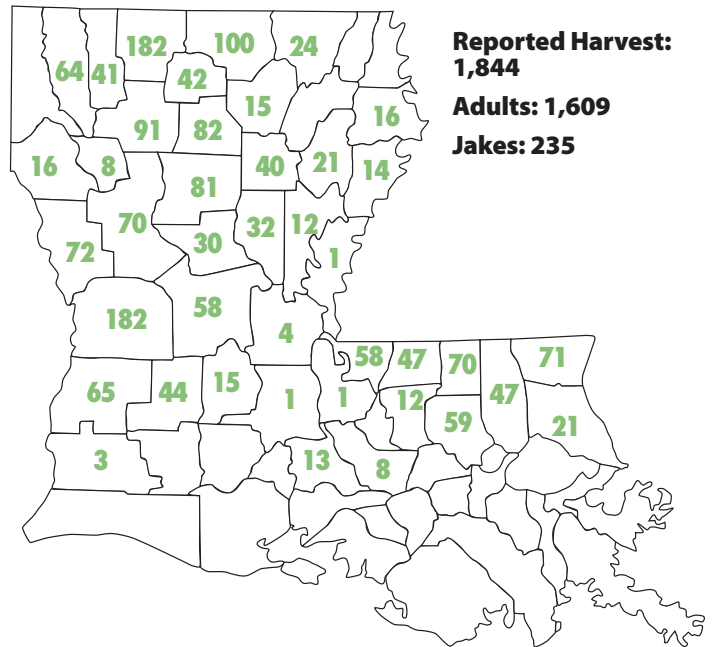 Reported Harvest:
1,844
Adults: 1,609
Jakes: 235
182 100 24
64 41 42
15 16
91 82
16 8 40 21 14
81
70 32 12
72 30 1
58
182 4
58 47 70 71
65 44 15 1 1 12 47
59 21
3 13 8